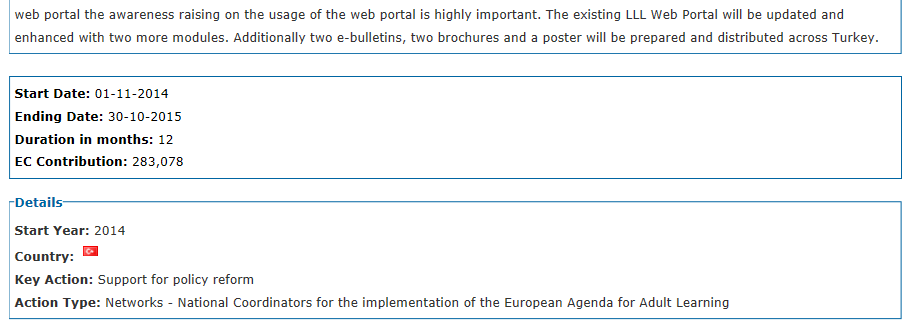 web portal the awareness raising on the usage of the web portal is highly important. The existing LLL Web Portal will be updated and
enhanced with two more modules. Additionally two e-bulletins, two brochures and a poster will be prepared and distributed across Turkey.
Start Date: 01-11-2014
Ending Date: 30-10-2015
Duration in months: 12
EC Contribution: 283,078
Details
Start Year: 2014
Country:
Key Action: Support for policy reform
Action Type: Networks - National Coordinators for the implementation of the European Agenda for Adult Learning